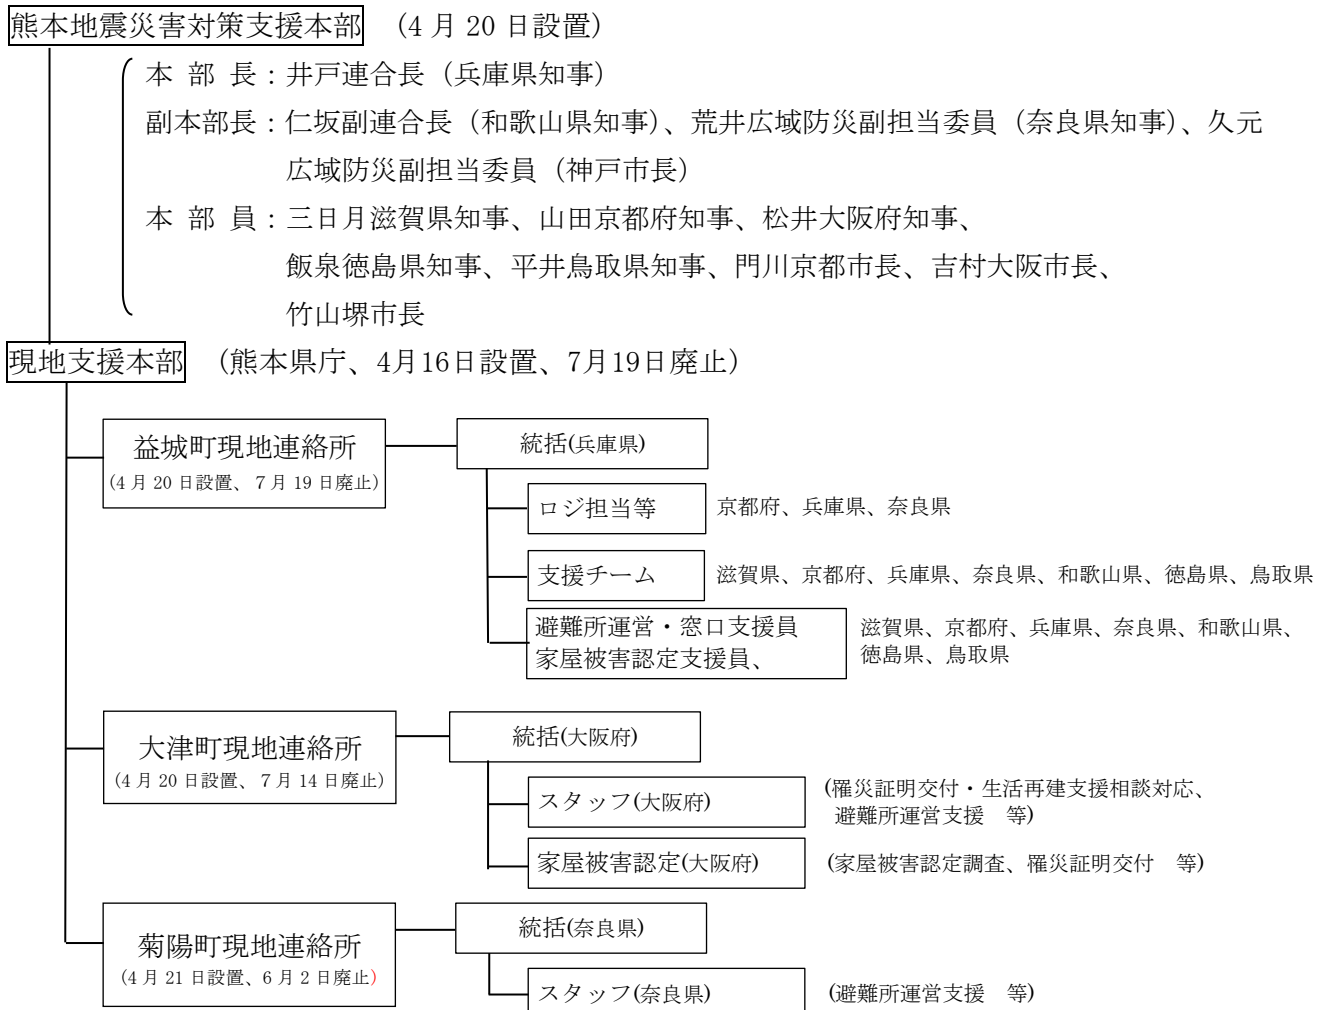 熊本地震災害対策支援本部 (4 月 20 日設置)
本 部 長：井戸連合長（兵庫県知事）
副本部長：仁坂副連合長（和歌山県知事）、荒井広域防災副担当委員（奈良県知事）、久元
広域防災副担当委員（神戸市長）
本 部 員：三日月滋賀県知事、山田京都府知事、松井大阪府知事、
飯泉徳島県知事、平井鳥取県知事、門川京都市長、吉村大阪市長、
竹山堺市長
現地支援本部 （熊本県庁、4月16日設置、7月19日廃止）
益城町現地連絡所
(4 月 20 日設置、７月 19 日廃止)
統括(兵庫県)
ロジ担当等 京都府、兵庫県、奈良県
支援チーム 滋賀県、京都府、兵庫県、奈良県、和歌山県、徳島県、鳥取県
避難所運営・窓口支援員
家屋被害認定支援員、
滋賀県、京都府、兵庫県、奈良県、和歌山県、
徳島県、鳥取県
大津町現地連絡所
(4 月 20 日設置、７月 14 日廃止)
統括(大阪府)
スタッフ(大阪府)
(罹災証明交付・生活再建支援相談対応、
避難所運営支援　等)
家屋被害認定(大阪府) (家屋被害認定調査、罹災証明交付　等)
菊陽町現地連絡所
(4 月 21 日設置、6 月 2 日廃止)
統括(奈良県)
スタッフ(奈良県) (避難所運営支援　等)